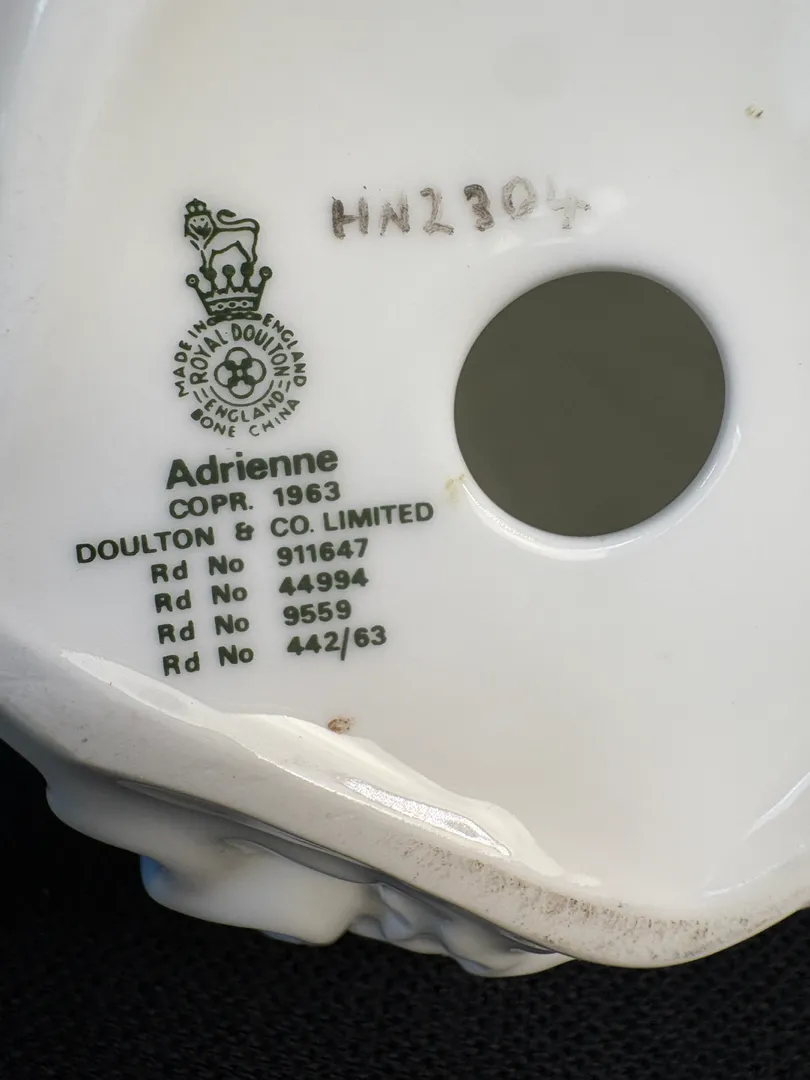 HN2304
MADE IN ENGLAND
ROYAL DOULTON
ENGLAND
BONE CHINA
Adrienne
COPR. 1963
DOULTON & CO. LIMITED
Rd No 911647
Rd No 44994
Rd No 9559
Rd No 442/63